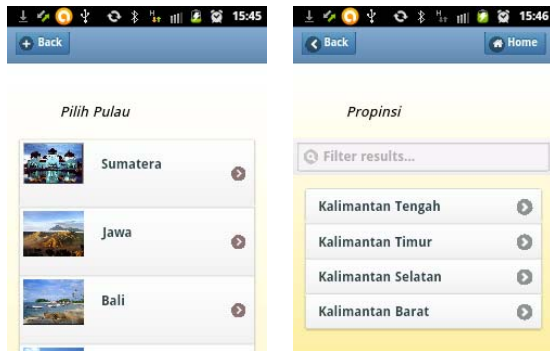 15:45
Back
Pilih Pulau
Sumatera
Jawa
Bali
15:46
Back
Home
Propinsi
Filter results...
Kalimantan Tengah
Kalimantan Timur
Kalimantan Selatan
Kalimantan Barat